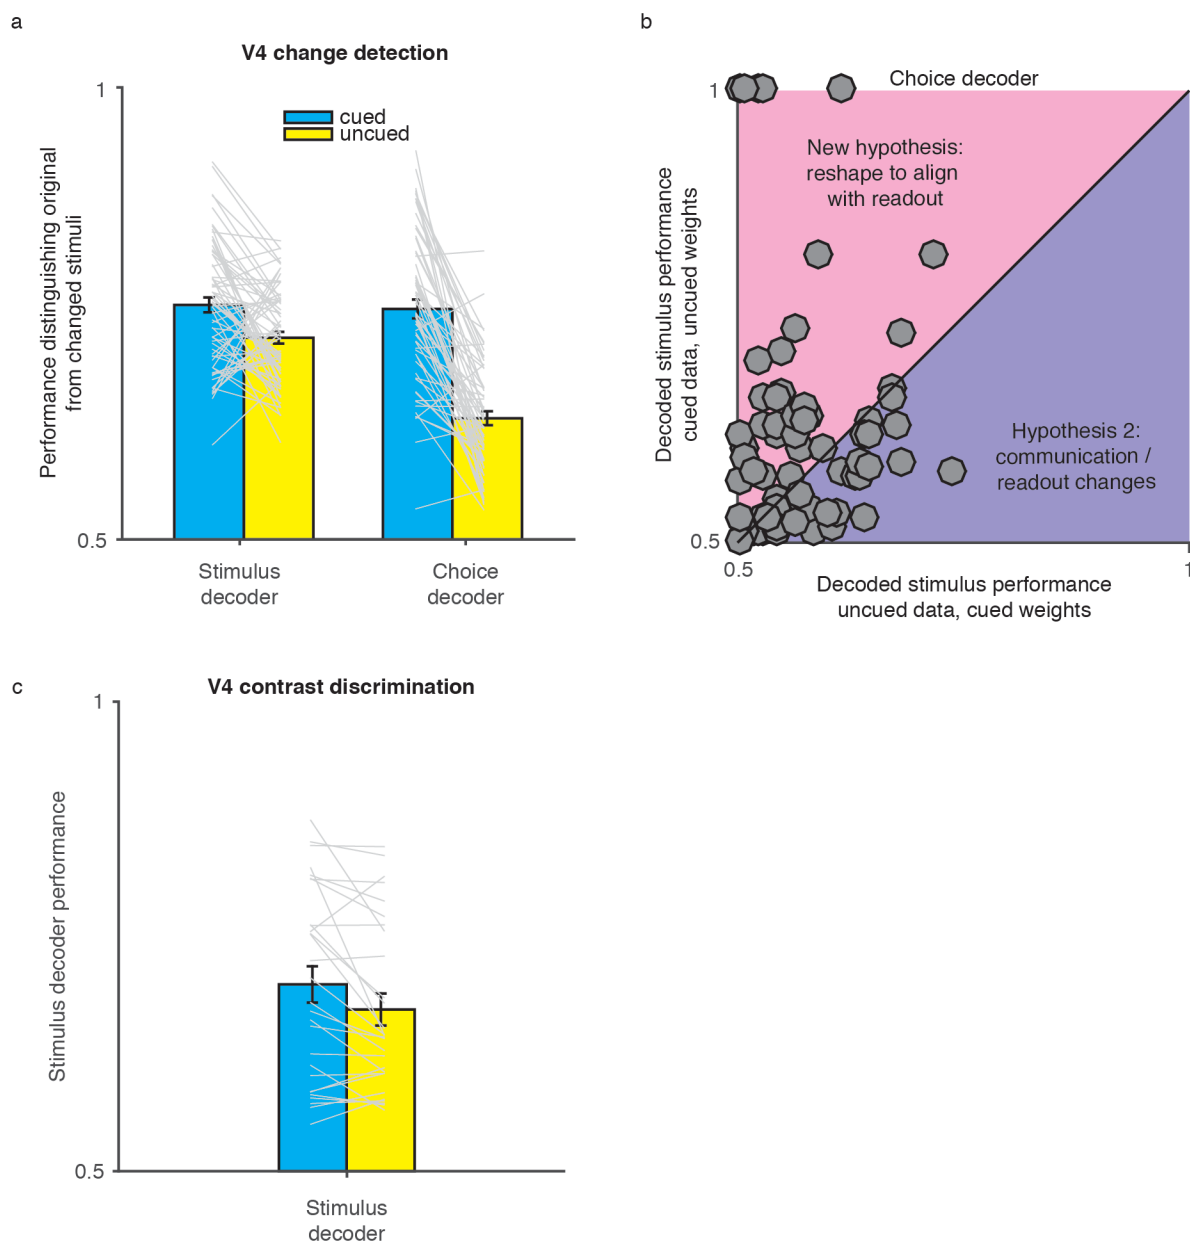 a
V4 change detection
1
cued
uncued
Performance distinguishing original
from changed stimuli
0.5
Stimulus
decoder
Choice
decoder
b
Choice decoder
1
New hypothesis:
reshape to align
with readout
Decoded stimulus performance
cued data, uncued weights
Hypothesis 2:
communication /
readout changes
0.5
0.5
1
Decoded stimulus performance
uncued data, cued weights
c
V4 contrast discrimination
1
Stimulus decoder performance
0.5
Stimulus
decoder